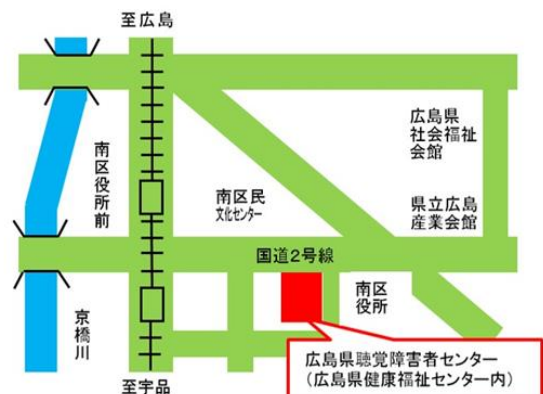 至広島
広島県
社会福祉
会館
南区役所前
南区民
文化センター
県立広島
産業会館
国道2号線
南区
役所
京橋川
広島県聴覚障害者センター
（広島県健康福祉センター内）
至宇品